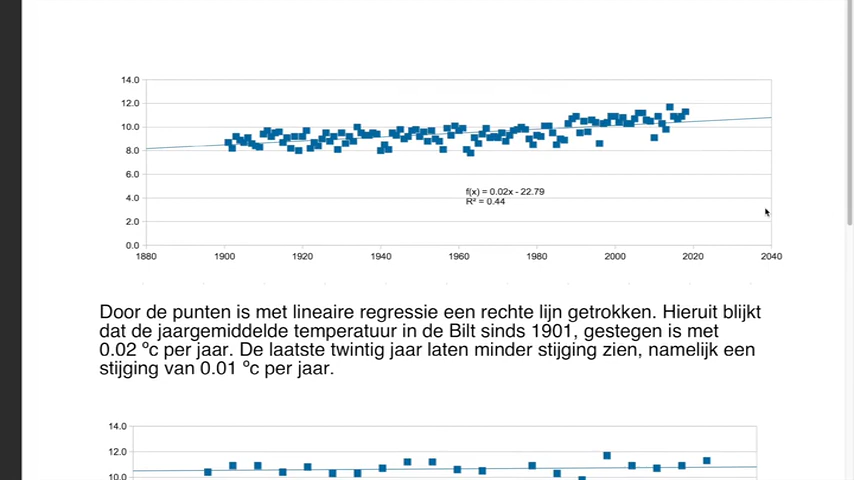 14.0
12.0
10.0
8.0
6.0
4.0
2.0
0.0
f(x) = 0.02x - 22.79
R² = 0.44
1880 1900 1920 1940 1960 1980 2000 2020 2040
Door de punten is met lineaire regressie een rechte lijn getrokken. Hieruit blijkt
dat de jaargemiddelde temperatuur in de Bilt sinds 1901, gestegen is met
0.02 ºc per jaar. De laatste twintig jaar laten minder stijging zien, namelijk een
stijging van 0.01 ºc per jaar.
14.0
12.0
10.0